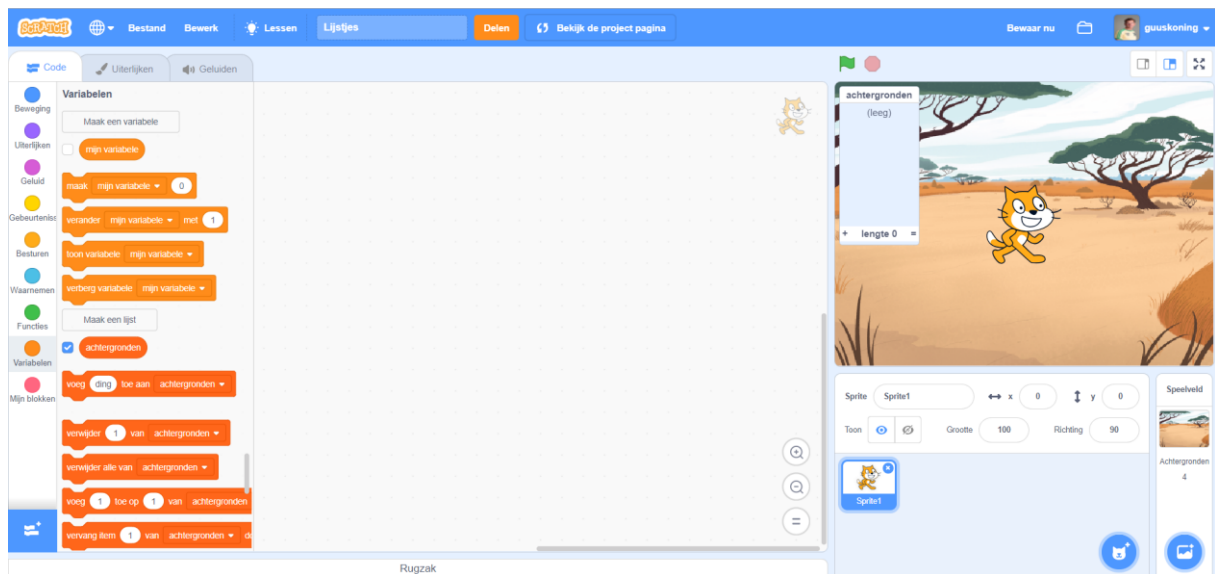 SCRATCH Bestand Bewerk Lessen Lijstjes Delen Bekijk de project pagina Bewaar nu guuskoning
Code Uiterlijken Geluiden
Beweging
Uiterlijken
Geluid
Gebeurteniss
Besturen
Waarnemen
Functies
Variabelen
Mijn blokken
Variabelen
Maak een variabele
mijn variabele
maak mijn variabele 0
verander mijn variabele met 1
toon variabele mijn variabele
verberg variabele mijn variabele
Maak een lijst
achtergronden
voeg ding toe aan achtergronden
verwijder 1 van achtergronden
verwijder alle van achtergronden
voeg 1 toe op 1 van achtergronden
vervang item 1 van achtergronden d
Rugzak
achtergronden
(leeg)
+ lengte 0 =
Sprite Sprite1 x 0 y 0
Toon Grootte 100 Richting 90
Sprite1
Speelveld
Achtergronden
4